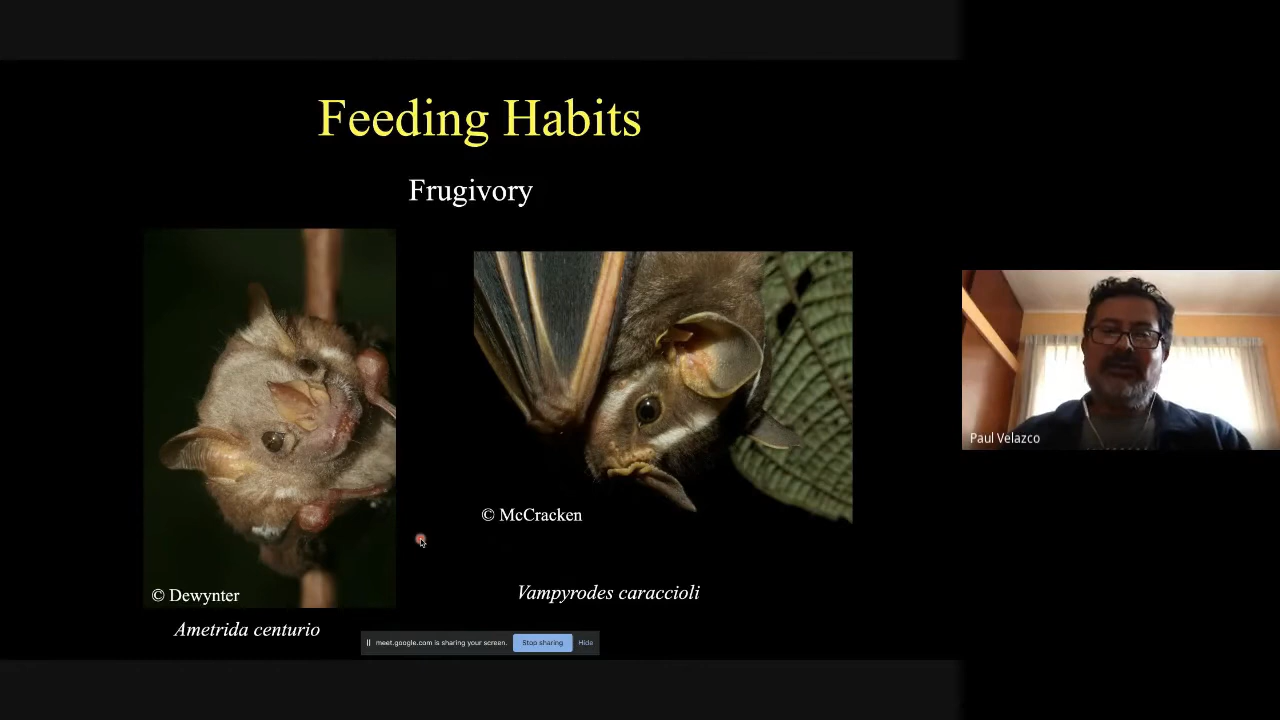 Feeding Habits
Frugivory
© McCracken
© Dewynter
Vampyrodes caraccioli
Ametrida centurio
meet.google.com is sharing your screen. Stop sharing Hide
Paul Velazco